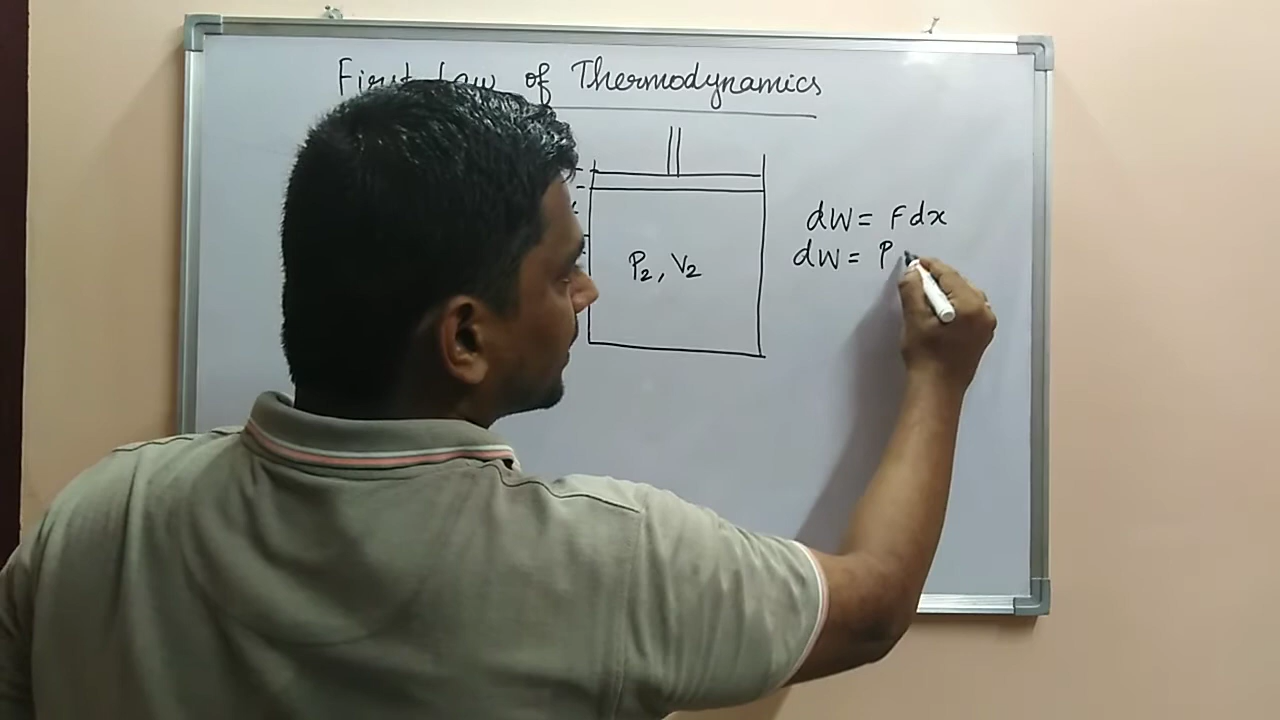 First Law of Thermodynamics
dW = Fdx
P2, V2
dW = P